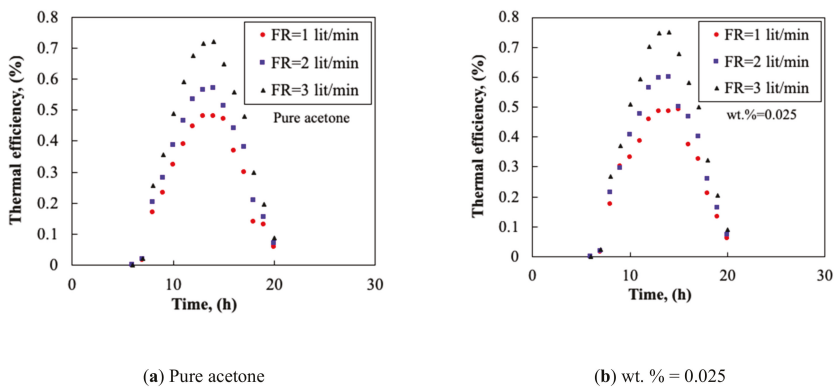 0.8
0.7
0.6
0.5
0.4
0.3
0.2
0.1
0
Thermal efficiency, (%)
FR=1 lit/min
FR=2 lit/min
FR=3 lit/min
Pure acetone
0 10 20 30
Time, (h)
(a) Pure acetone
0.8
0.7
0.6
0.5
0.4
0.3
0.2
0.1
0
Thermal efficiency, (%)
FR=1 lit/min
FR=2 lit/min
FR=3 lit/min
wt.%=0.025
0 10 20 30
Time, (h)
(b) wt. % = 0.025